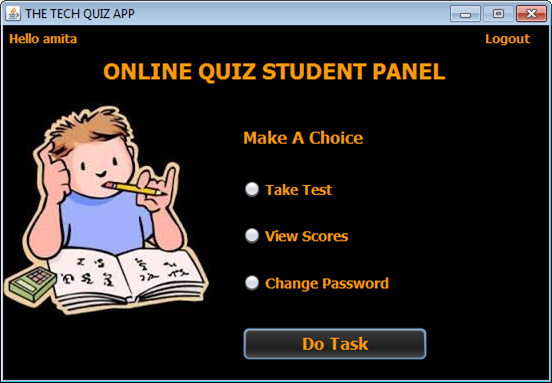 THE TECH QUIZ APP
Hello amita
Logout
ONLINE QUIZ STUDENT PANEL
Make A Choice
Take Test
View Scores
Change Password
Do Task